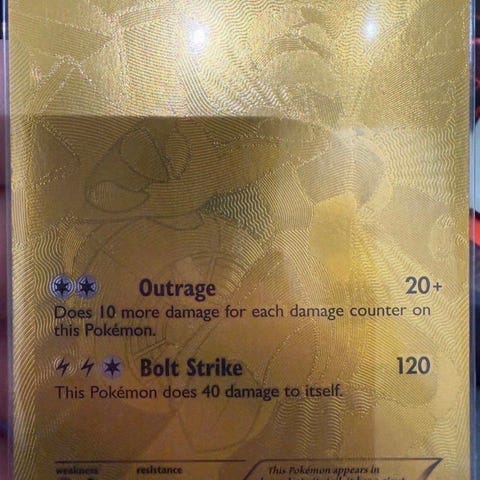 Outrage 20+
Does 10 more damage for each damage counter on
this Pokémon.
Bolt Strike 120
This Pokémon does 40 damage to itself.
weakness resistance
This Pokémon appears in